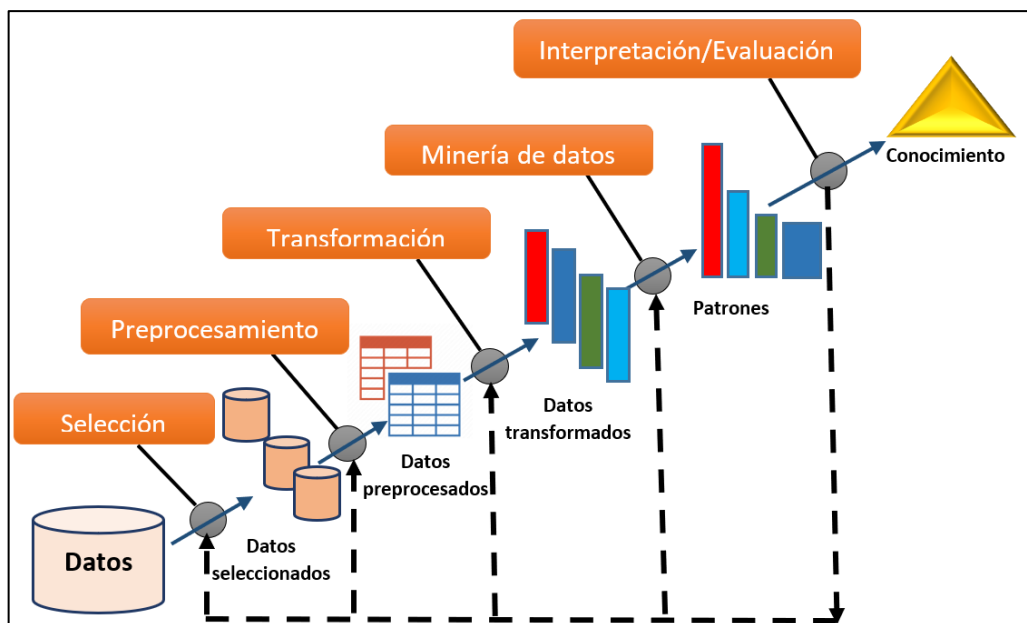 Interpretación/Evaluación
Conocimiento
Minería de datos
Patrones
Transformación
Datos
transformados
Preprocesamiento
Datos
preprocesados
Selección
Datos
seleccionados
Datos